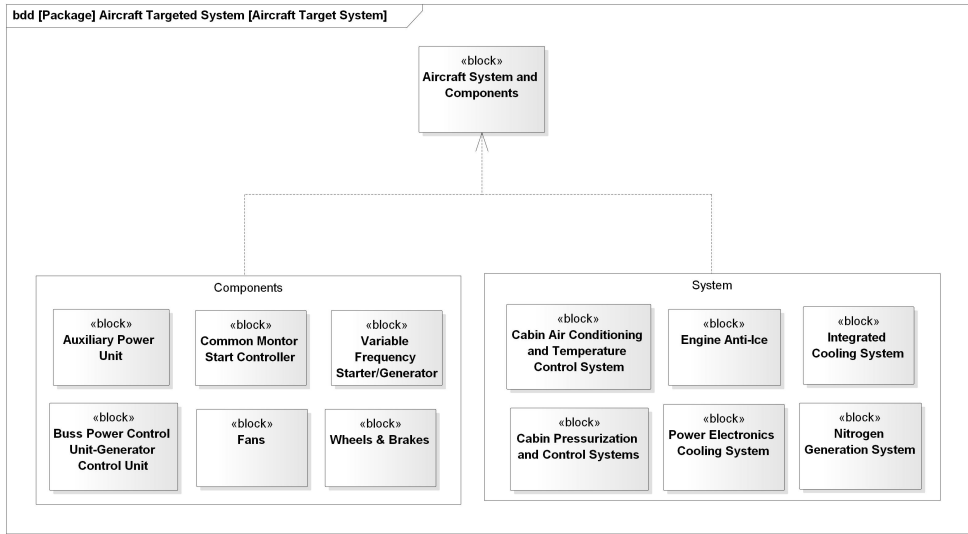 bdd [Package] Aircraft Targeted System [Aircraft Target System]
«block»
Aircraft System and
Components
Components
«block»
Auxiliary Power
Unit
«block»
Common Montor
Start Controller
«block»
Variable
Frequency
Starter/Generator
«block»
Buss Power Control
Unit-Generator
Control Unit
«block»
Fans
«block»
Wheels & Brakes
System
«block»
Cabin Air Conditioning
and Temperature
Control System
«block»
Engine Anti-Ice
«block»
Integrated
Cooling System
«block»
Cabin Pressurization
and Control Systems
«block»
Power Electronics
Cooling System
«block»
Nitrogen
Generation System